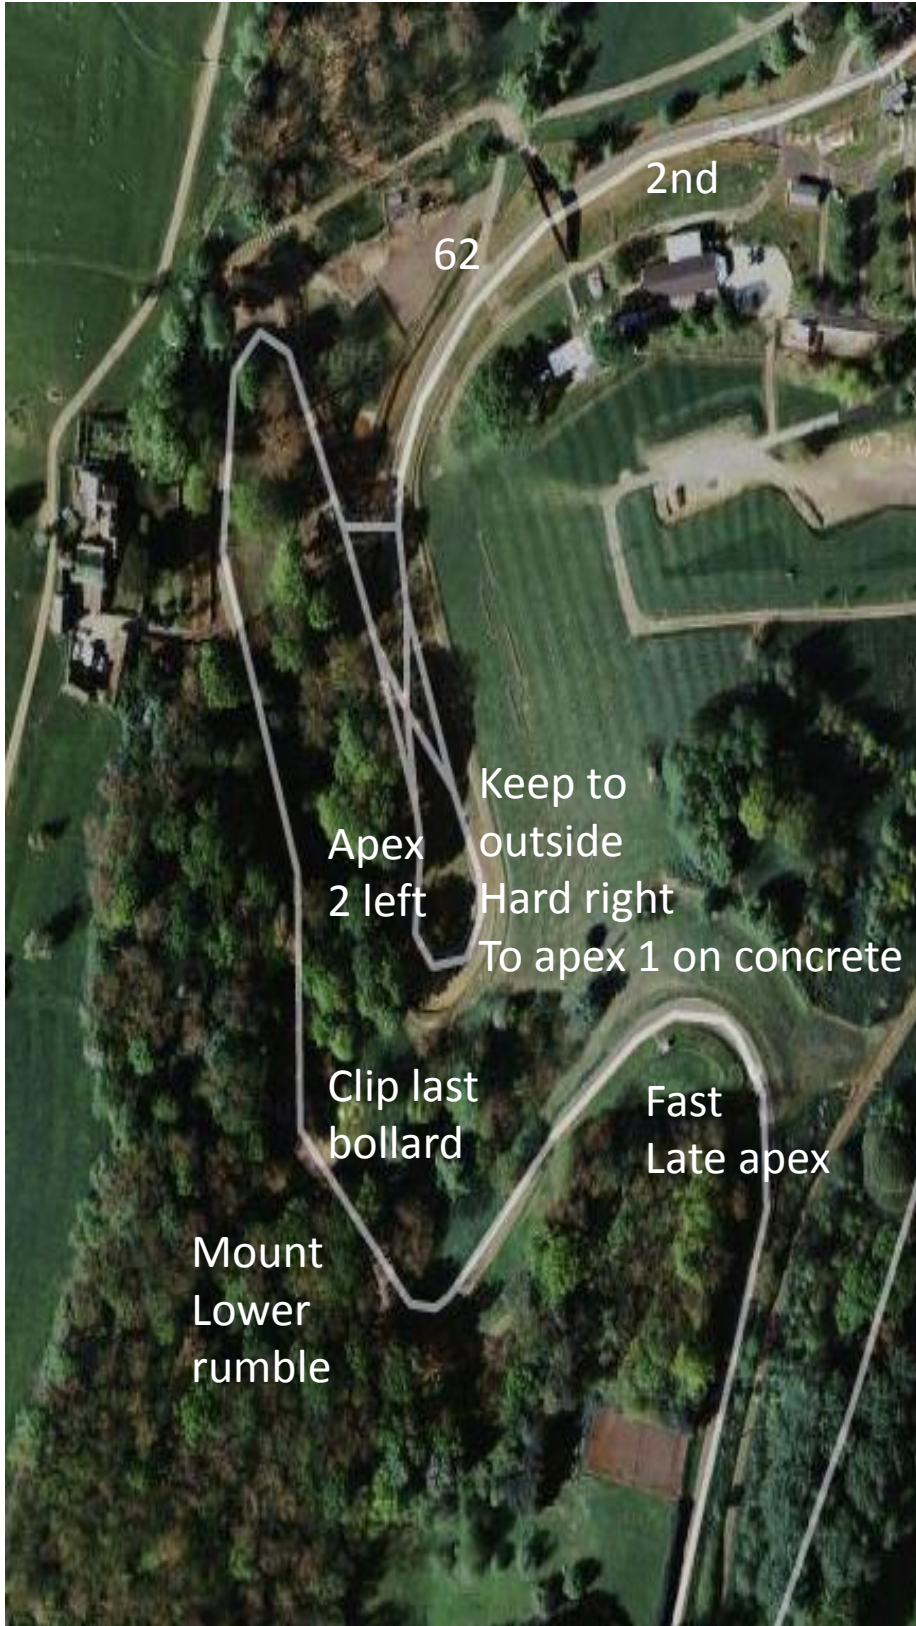 2nd
62
Keep to
outside
Hard right
To apex 1 on concrete
Apex
2 left
Clip last
bollard
Fast
Late apex
Mount
Lower
rumble